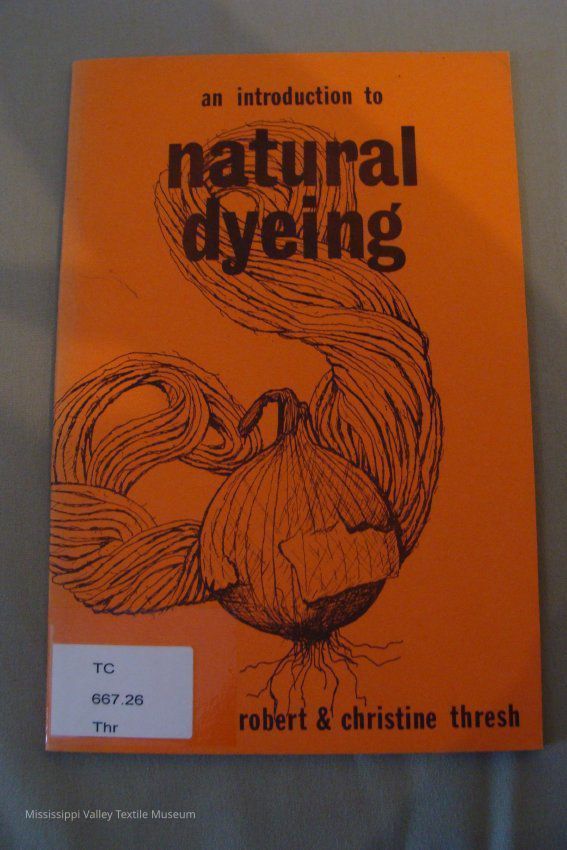 an introduction to
natural
dyeing
TC
667.26
Thr
robert & christine thresh
Mississippi Valley Textile Museum